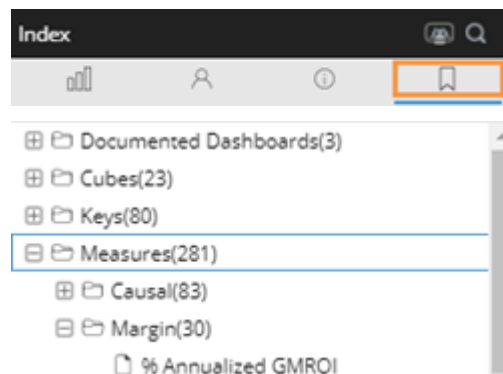 Index
Documented Dashboards(3)
Cubes(23)
Keys(80)
Measures(281)
Causal(83)
Margin(30)
% Annualized GMROI